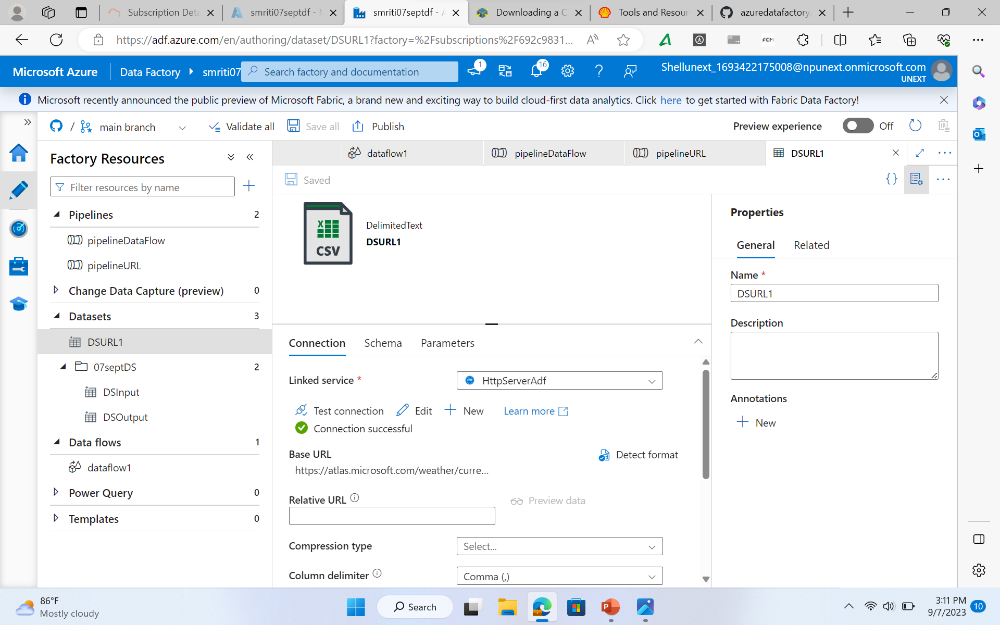 Subscription Deta
smriti07septdf - M
smriti07septdf - A
Downloading a C
Tools and Resour
azuredatafactory/
https://adf.azure.com/en/authoring/dataset/DSURL1?factory=%2Fsubscriptions%2F692c9831...
FCM
Microsoft Azure
Data Factory
smriti07
Search factory and documentation
1
16
Shellunext_1693422175008@npunext.onmicrosoft.com
UNEXT
Microsoft recently announced the public preview of Microsoft Fabric, a brand new and exciting way to build cloud-first data analytics. Click here to get started with Fabric Data Factory!
/ main branch
Validate all
Save all
Publish
Preview experience
Off
Factory Resources
Filter resources by name
Pipelines 2
pipelineDataFlow
pipelineURL
Change Data Capture (preview) 0
Datasets 3
DSURL1
07septDS 2
DSInput
DSOutput
Data flows 1
dataflow1
Power Query 0
Templates 0
dataflow1
pipelineDataFlow
pipelineURL
DSURL1
Saved
{ }
X
CSV
DelimitedText
DSURL1
Connection
Schema
Parameters
Linked service *
HTTP
HttpServerAdf
Test connection
Edit
New
Learn more
Connection successful
Base URL
Detect format
https://atlas.microsoft.com/weather/curre...
Relative URL
Preview data
Compression type
Select...
Column delimiter
Comma (,)
Properties
General
Related
Name *
DSURL1
Description
Annotations
New
86°F
Mostly cloudy
Search
P
3:11 PM
9/7/2023
10